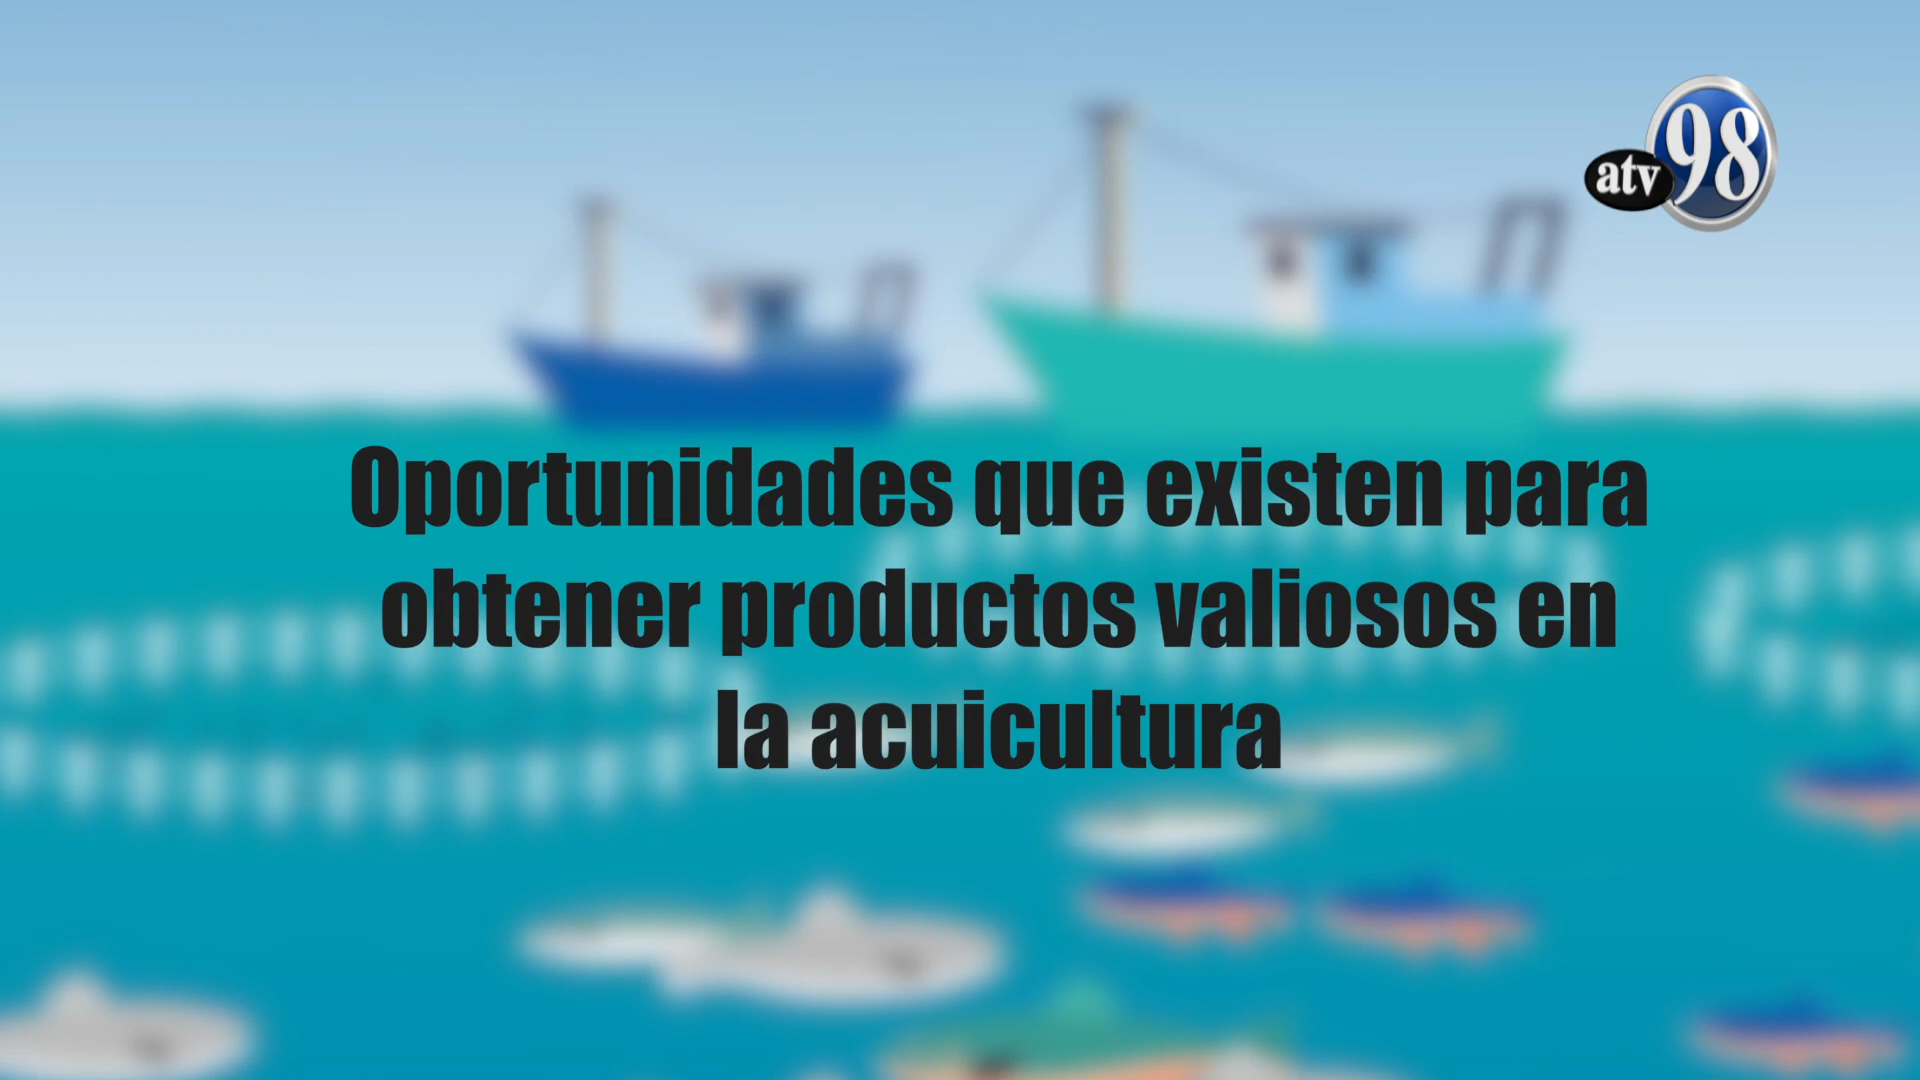 atv 98
Oportunidades que existen para
obtener productos valiosos en
la acuicultura